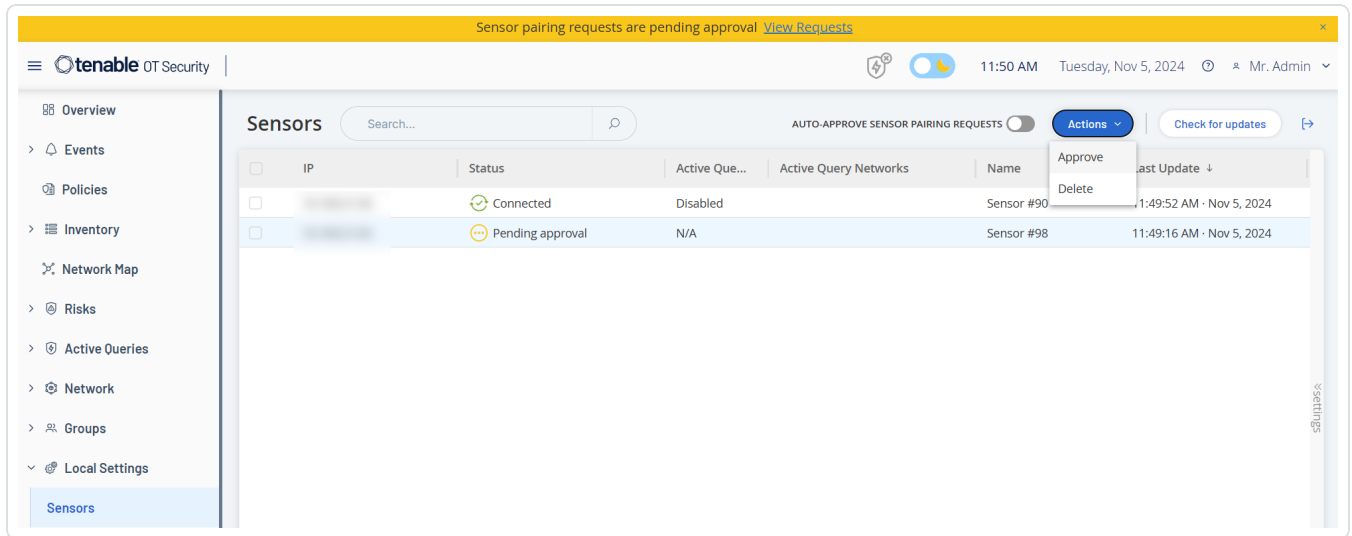 Sensor pairing requests are pending approval View Requests ×
tenable OT Security 11:50 AM Tuesday, Nov 5, 2024 Mr. Admin
Overview
Events
Policies
Inventory
Network Map
Risks
Active Queries
Network
Groups
Local Settings
Sensors
Sensors Search... AUTO-APPROVE SENSOR PAIRING REQUESTS Actions Check for updates
Approve
Delete
IP Status Active Que... Active Query Networks Name Last Update ↓
Connected Disabled Sensor #90 11:49:52 AM · Nov 5, 2024
Pending approval N/A Sensor #98 11:49:16 AM · Nov 5, 2024
«settings